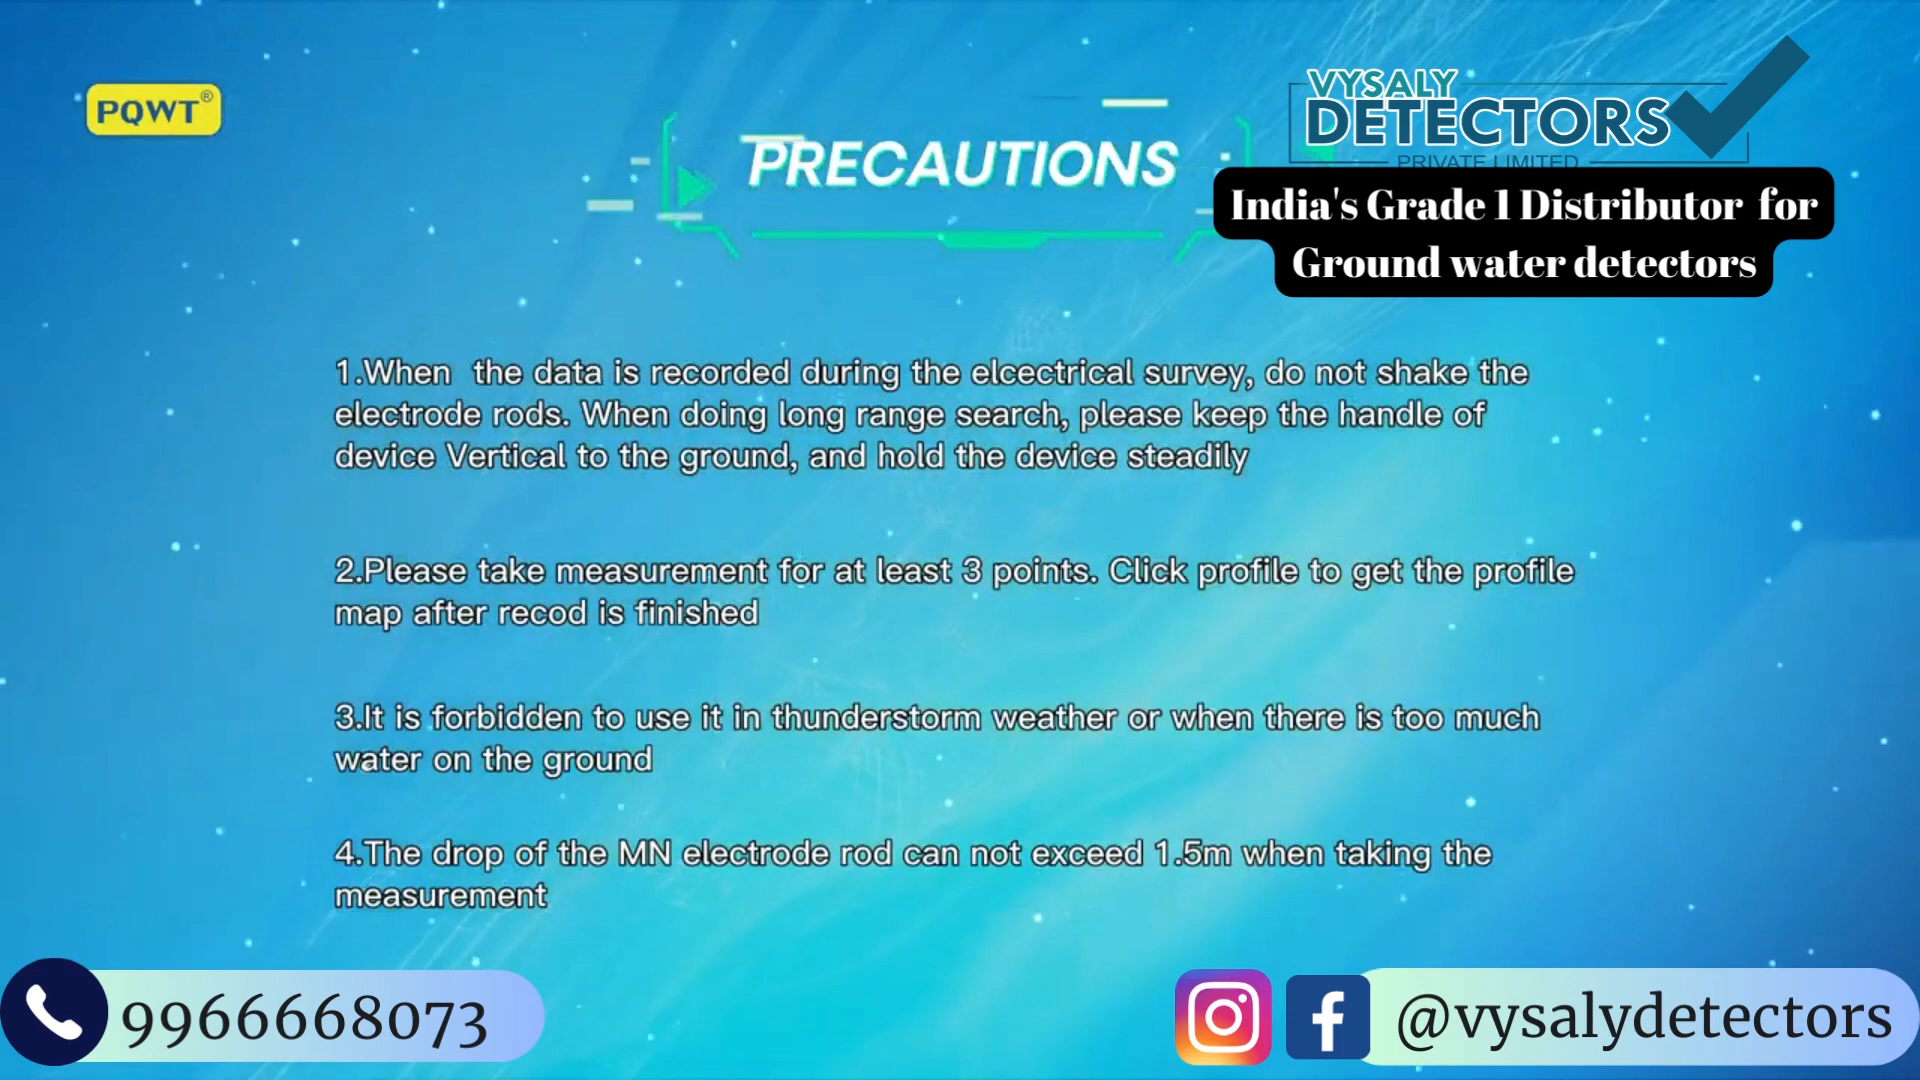 PQWT®
VYSALY
DETECTORS
PRIVATE LIMITED
PRECAUTIONS
India's Grade 1 Distributor for
Ground water detectors
1.When the data is recorded during the elcectrical survey, do not shake the
electrode rods. When doing long range search, please keep the handle of
device Vertical to the ground, and hold the device steadily
2.Please take measurement for at least 3 points. Click profile to get the profile
map after recod is finished
3.It is forbidden to use it in thunderstorm weather or when there is too much
water on the ground
4.The drop of the MN electrode rod can not exceed 1.5m when taking the
measurement
9966668073
@vysalydetectors